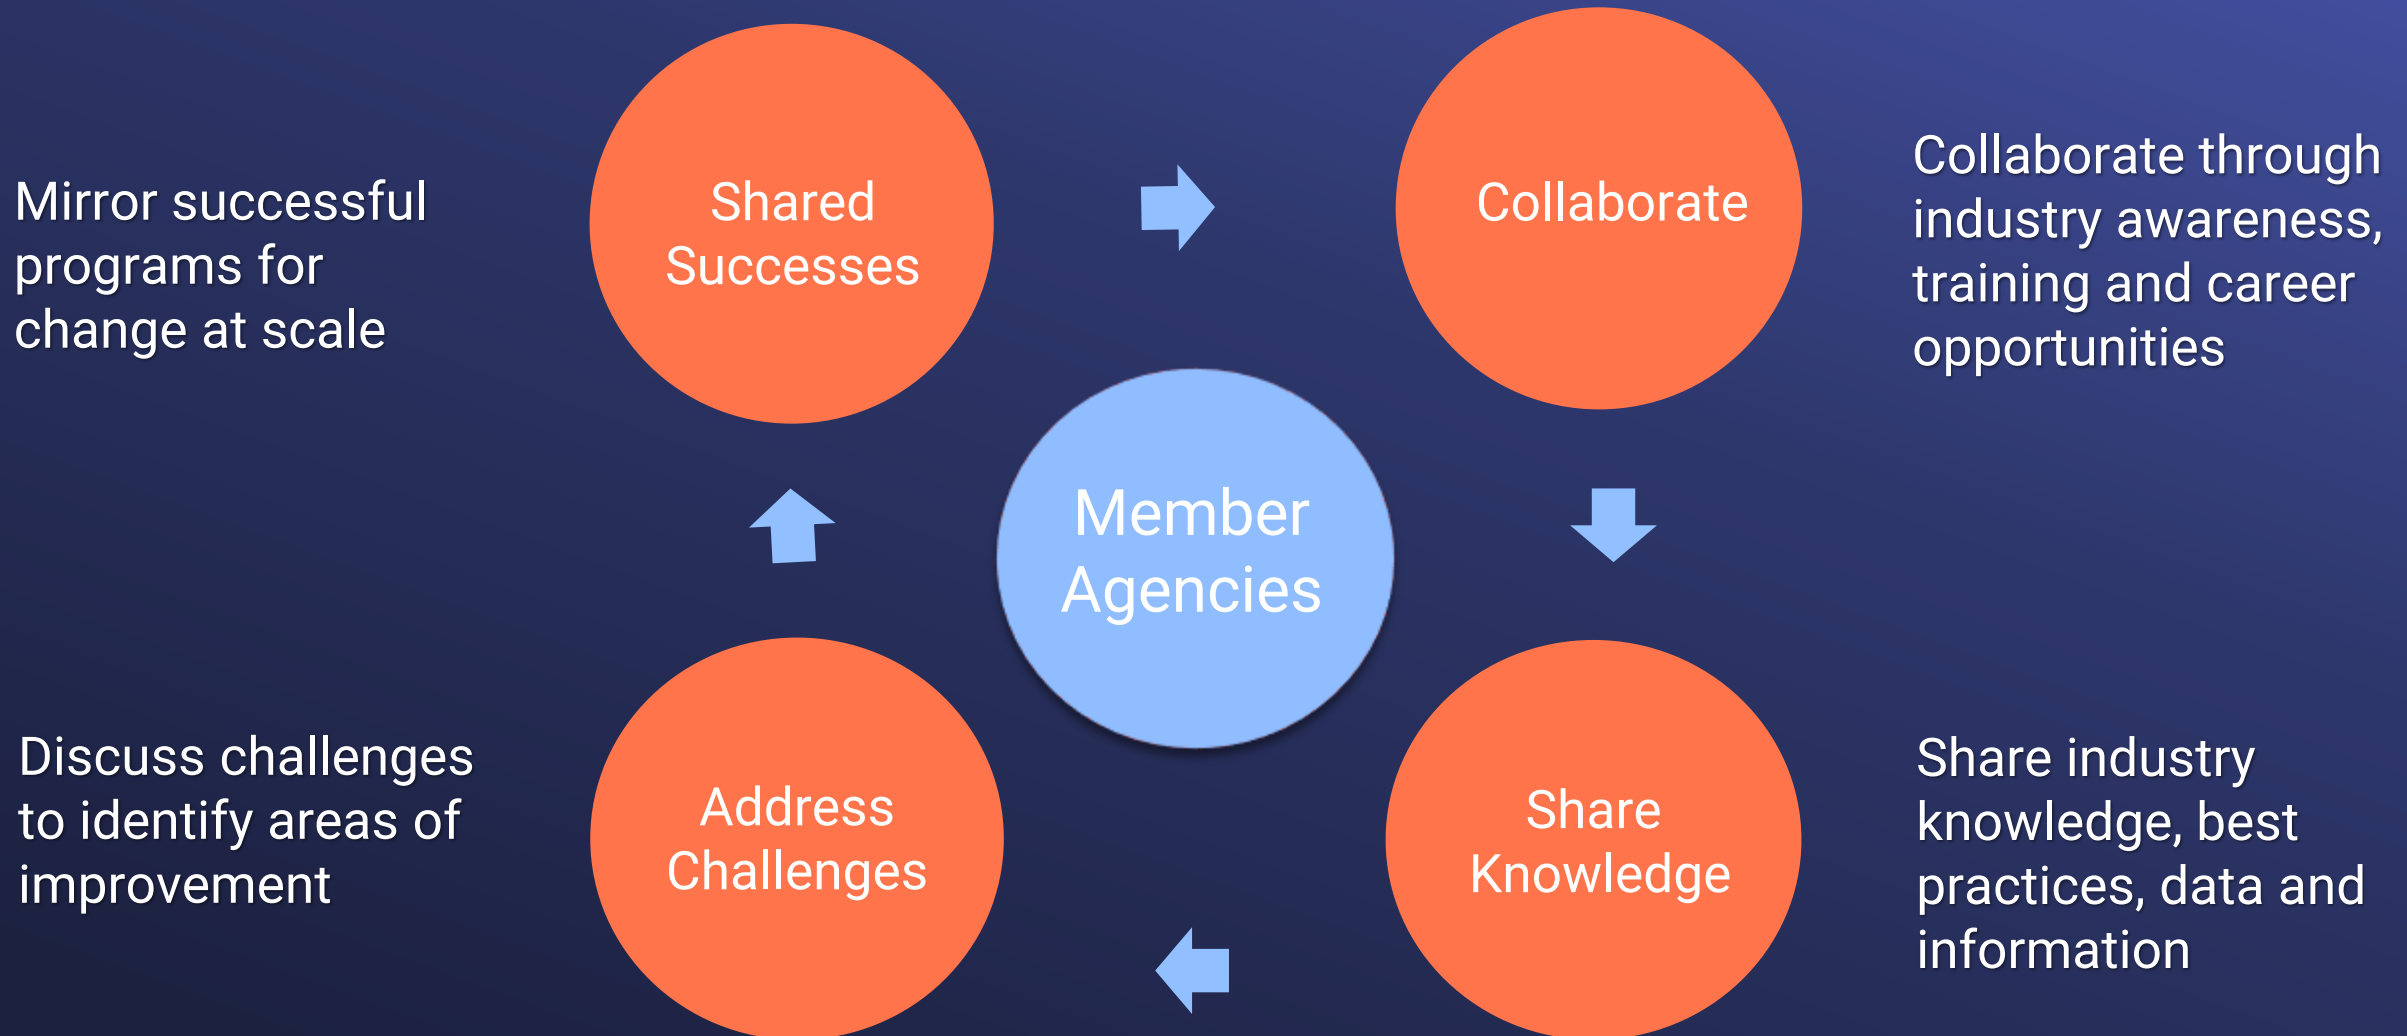 Mirror successful
programs for
change at scale
Shared
Successes
Collaborate
Collaborate through
industry awareness,
training and career
opportunities
Member
Agencies
Discuss challenges
to identify areas of
improvement
Address
Challenges
Share
Knowledge
Share industry
knowledge, best
practices, data and
information